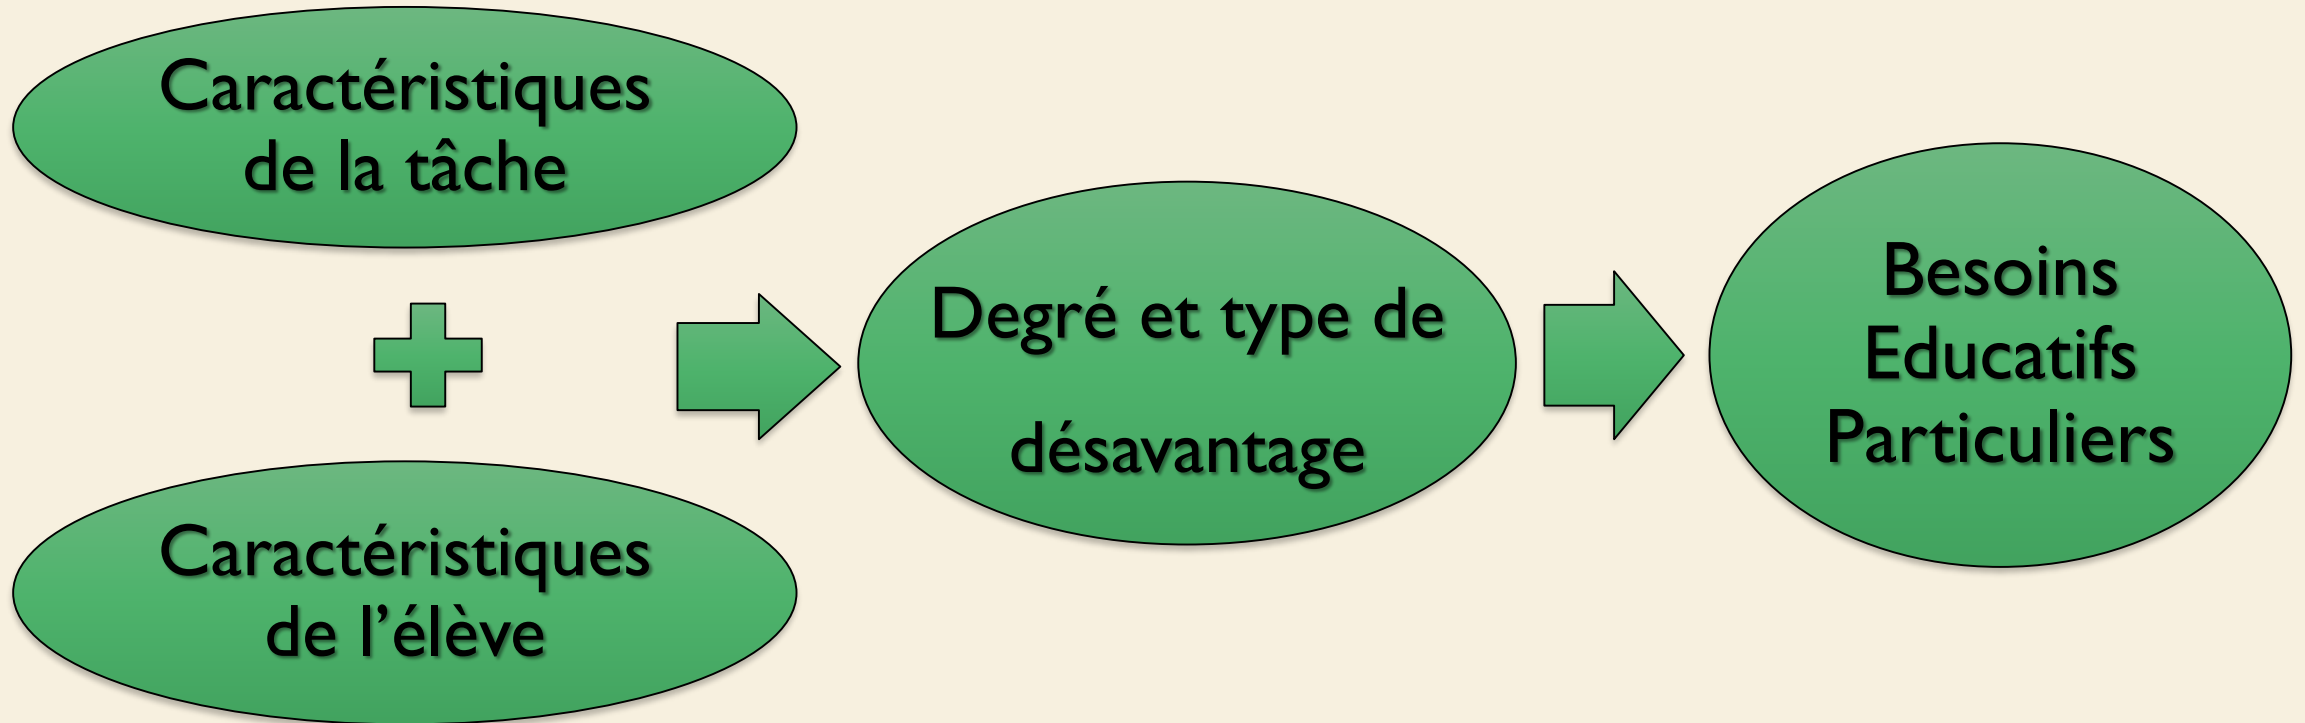 Caractéristiques
de la tâche
Caractéristiques
de l’élève
Degré et type de
désavantage
Besoins
Educatifs
Particuliers